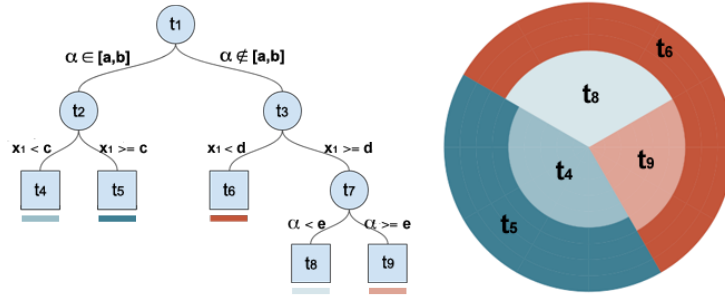 t1
α ∈ [a,b]
α ∉ [a,b]
t2
t3
x1 < c
x1 >= c
x1 < d
x1 >= d
t4
t5
t6
t7
α < e
α >= e
t8
t9
t6
t8
t4
t9
t5